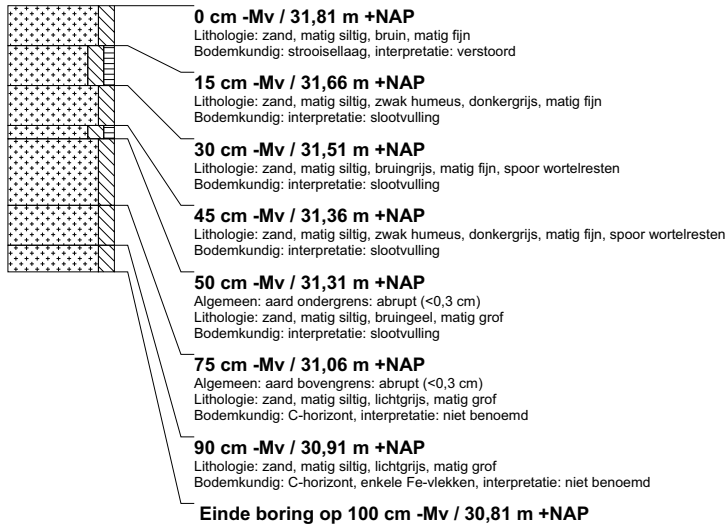 0 cm -Mv / 31,81 m +NAP
Lithologie: zand, matig siltig, bruin, matig fijn
Bodemkundig: strooisellaag, interpretatie: verstoord
15 cm -Mv / 31,66 m +NAP
Lithologie: zand, matig siltig, zwak humeus, donkergrijs, matig fijn
Bodemkundig: interpretatie: slootvulling
30 cm -Mv / 31,51 m +NAP
Lithologie: zand, matig siltig, bruingrijs, matig fijn, spoor wortelresten
Bodemkundig: interpretatie: slootvulling
45 cm -Mv / 31,36 m +NAP
Lithologie: zand, matig siltig, zwak humeus, donkergrijs, matig fijn, spoor wortelresten
Bodemkundig: interpretatie: slootvulling
50 cm -Mv / 31,31 m +NAP
Algemeen: aard ondergrens: abrupt (<0,3 cm)
Lithologie: zand, matig siltig, bruingeel, matig grof
Bodemkundig: interpretatie: slootvulling
75 cm -Mv / 31,06 m +NAP
Algemeen: aard bovengrens: abrupt (<0,3 cm)
Lithologie: zand, matig siltig, lichtgrijs, matig grof
Bodemkundig: C-horizont, interpretatie: niet benoemd
90 cm -Mv / 30,91 m +NAP
Lithologie: zand, matig siltig, lichtgrijs, matig grof
Bodemkundig: C-horizont, enkele Fe-vlekken, interpretatie: niet benoemd
Einde boring op 100 cm -Mv / 30,81 m +NAP